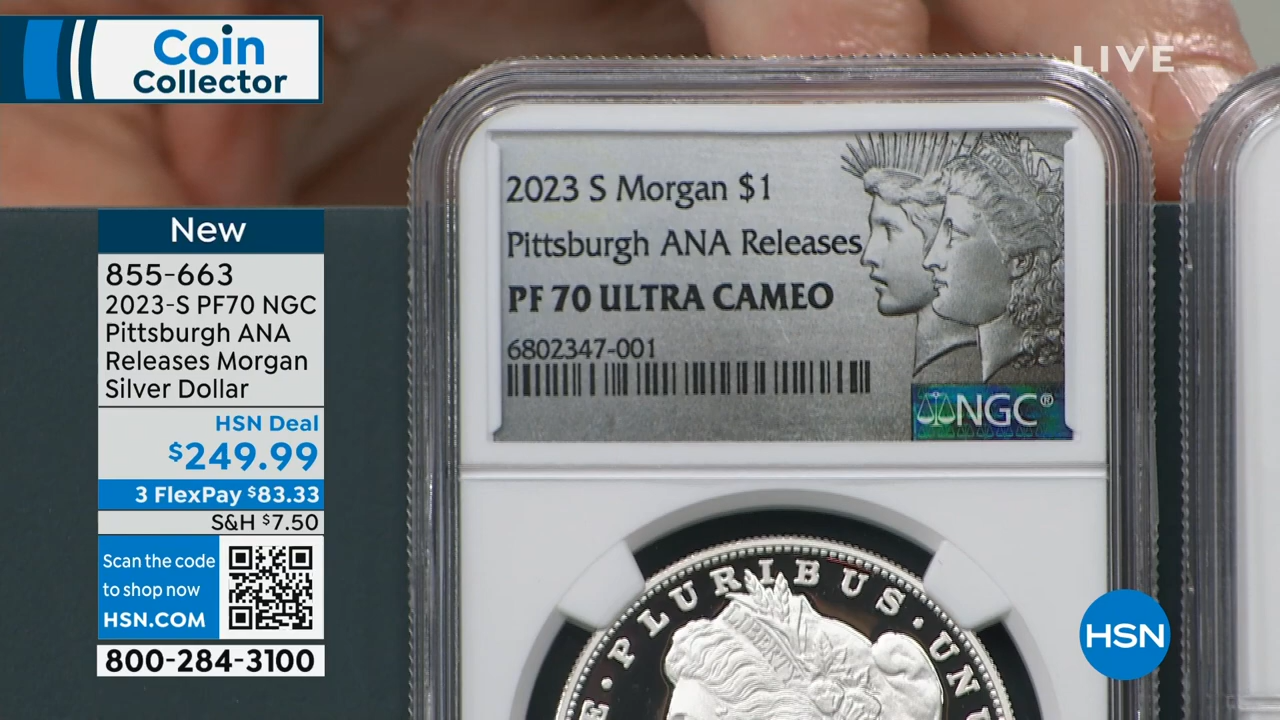 Coin
Collector
LIVE
New
855-663
2023-S PF70 NGC
Pittsburgh ANA
Releases Morgan
Silver Dollar
HSN Deal
$249.99
3 FlexPay $83.33
S&H $7.50
Scan the code
to shop now
HSN.COM
800-284-3100
2023 S Morgan $1
Pittsburgh ANA Releases
PF 70 ULTRA CAMEO
6802347-001
NGC®
E · PLURIBUS · UNU
HSN